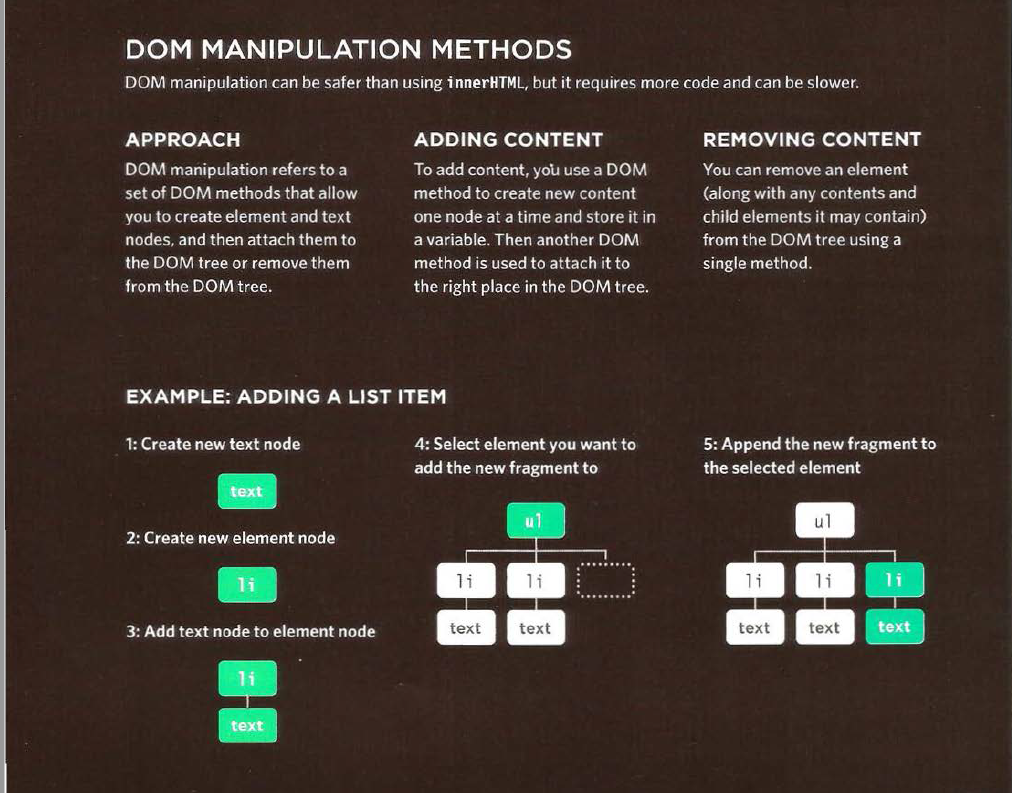 DOM MANIPULATION METHODS
DOM manipulation can be safer than using innerHTML, but it requires more code and can be slower.
APPROACH
DOM manipulation refers to a
set of DOM methods that allow
you to create element and text
nodes, and then attach them to
the DOM tree or remove them
from the DOM tree.
ADDING CONTENT
To add content, you use a DOM
method to create new content
one node at a time and store it in
a variable. Then another DOM
method is used to attach it to
the right place in the DOM tree.
REMOVING CONTENT
You can remove an element
(along with any contents and
child elements it may contain)
from the DOM tree using a
single method.
EXAMPLE: ADDING A LIST ITEM
1: Create new text node
text
2: Create new element node
li
3: Add text node to element node
li
text
4: Select element you want to
add the new fragment to
ul
li li
text text
5: Append the new fragment to
the selected element
ul
li li li
text text text